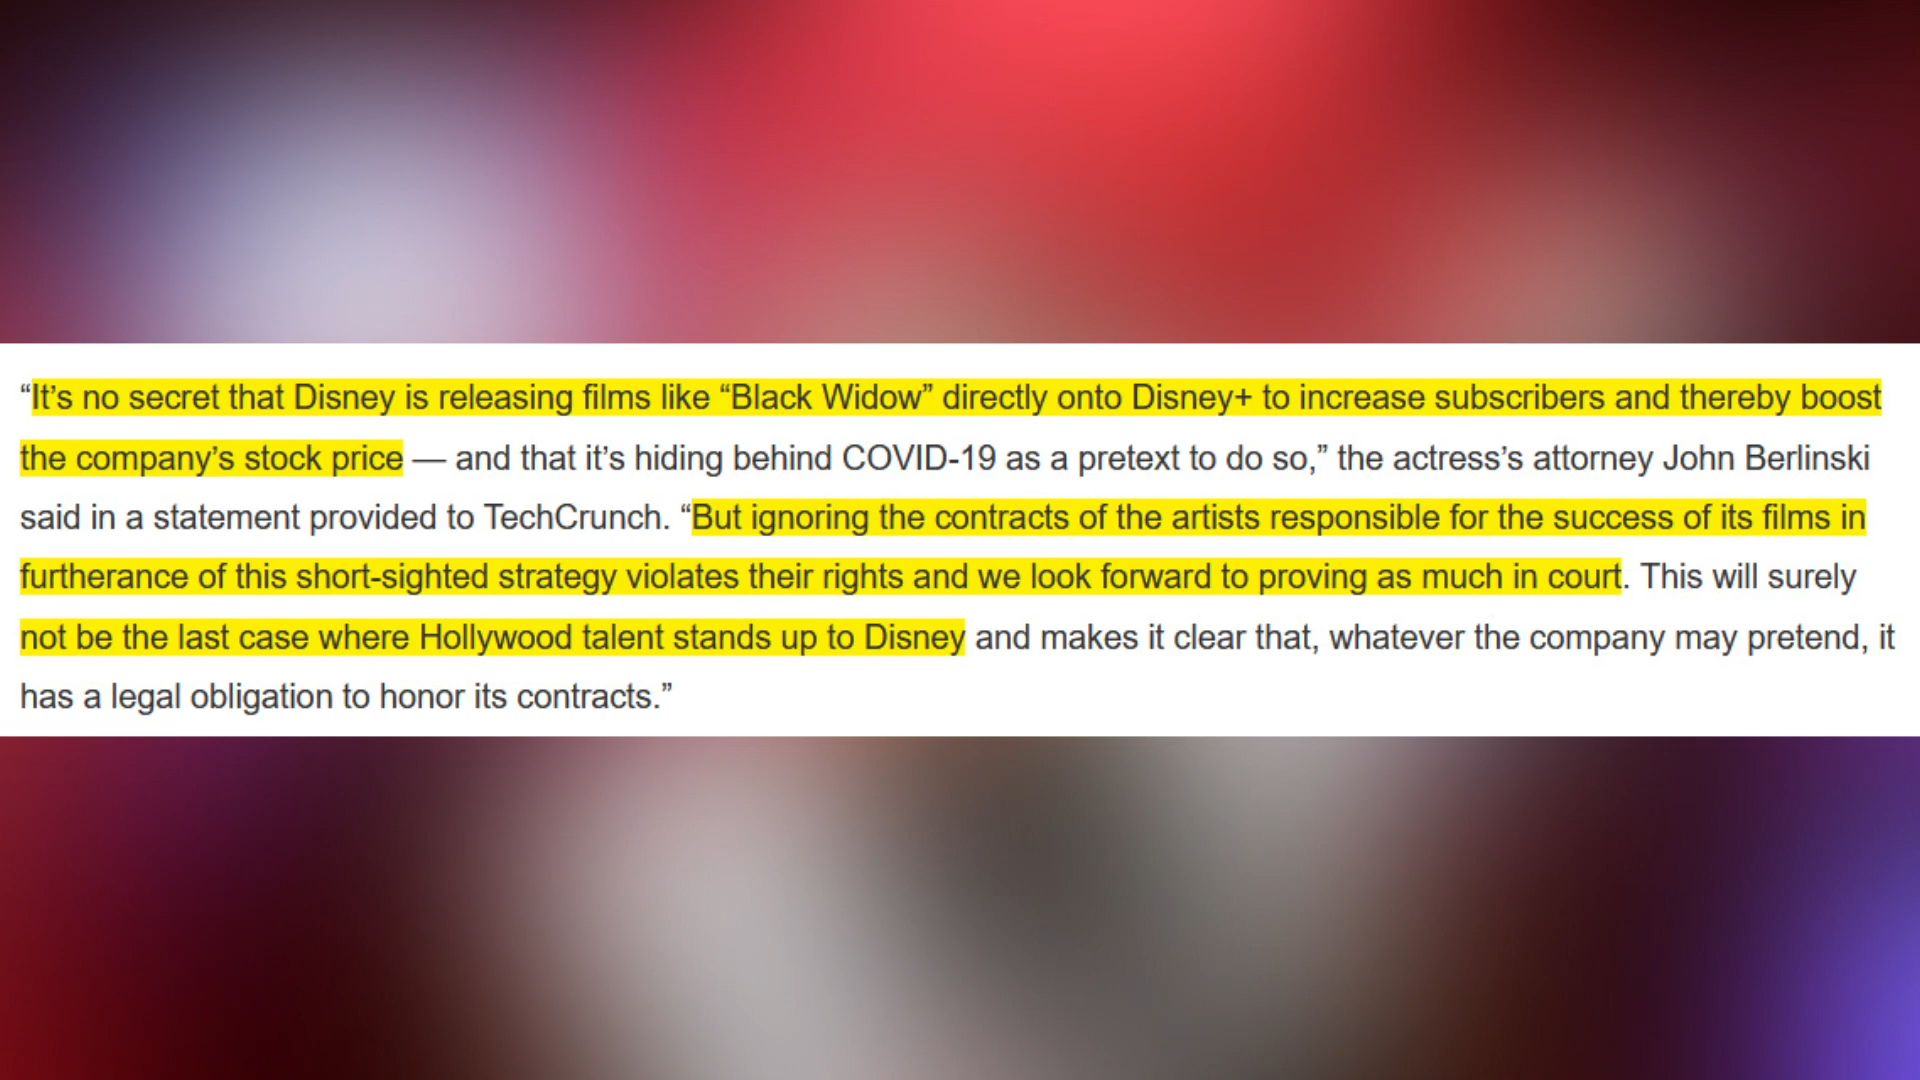 “It’s no secret that Disney is releasing films like “Black Widow” directly onto Disney+ to increase subscribers and thereby boost
the company’s stock price — and that it’s hiding behind COVID-19 as a pretext to do so,” the actress’s attorney John Berlinski
said in a statement provided to TechCrunch. “But ignoring the contracts of the artists responsible for the success of its films in
furtherance of this short-sighted strategy violates their rights and we look forward to proving as much in court. This will surely
not be the last case where Hollywood talent stands up to Disney and makes it clear that, whatever the company may pretend, it
has a legal obligation to honor its contracts.”